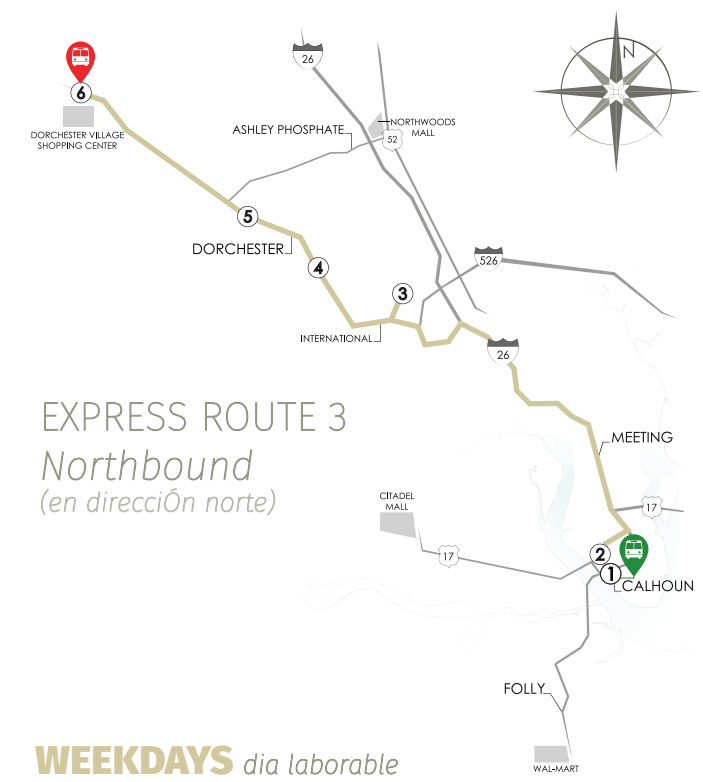 N
26
6
NORTHWOODS
MALL
ASHLEY PHOSPHATE
52
DORCHESTER VILLAGE
SHOPPING CENTER
5
DORCHESTER
526
4
3
INTERNATIONAL
26
EXPRESS ROUTE 3
Northbound
(en direcciÓn norte)
MEETING
CITADEL
MALL
17
17
2
1
CALHOUN
FOLLY
WAL-MART
WEEKDAYS dia laborable